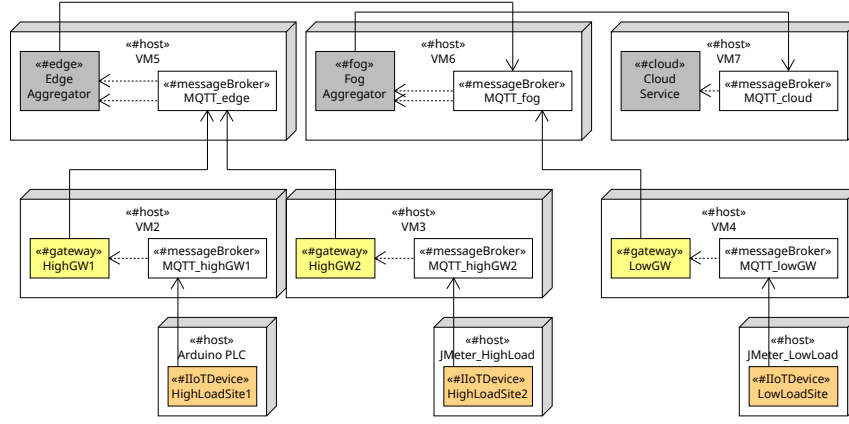 «#host»
VM5
«#edge»
Edge
Aggregator
«#messageBroker»
MQTT_edge
«#host»
VM6
«#fog»
Fog
Aggregator
«#messageBroker»
MQTT_fog
«#host»
VM7
«#cloud»
Cloud
Service
«#messageBroker»
MQTT_cloud
«#host»
VM2
«#gateway»
HighGW1
«#messageBroker»
MQTT_highGW1
«#host»
VM3
«#gateway»
HighGW2
«#messageBroker»
MQTT_highGW2
«#host»
VM4
«#gateway»
LowGW
«#messageBroker»
MQTT_lowGW
«#host»
Arduino PLC
«#IIoTDevice»
HighLoadSite1
«#host»
JMeter_HighLoad
«#IIoTDevice»
HighLoadSite2
«#host»
JMeter_LowLoad
«#IIoTDevice»
LowLoadSite